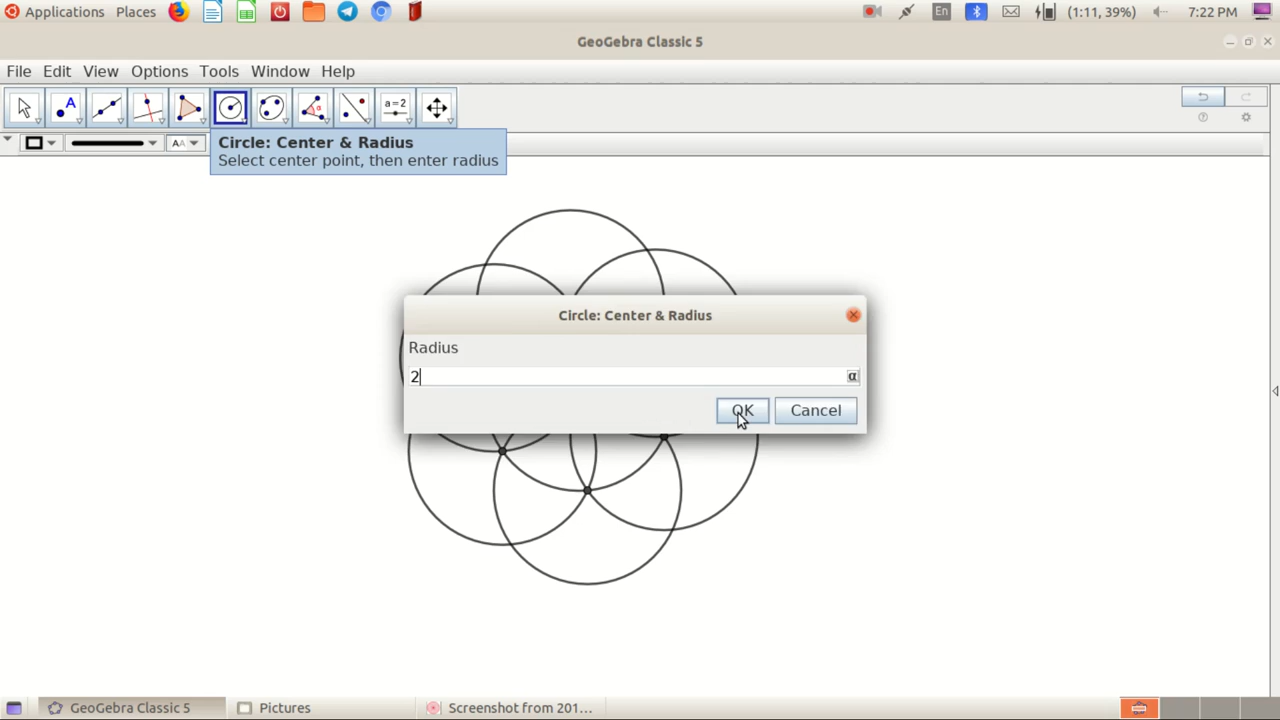 Applications Places En (1:11, 39%) 7:22 PM
GeoGebra Classic 5
File Edit View Options Tools Window Help
A α a=2
AA
Circle: Center & Radius
Select center point, then enter radius
Circle: Center & Radius
Radius
2 α
OK Cancel
GeoGebra Classic 5 Pictures Screenshot from 201...